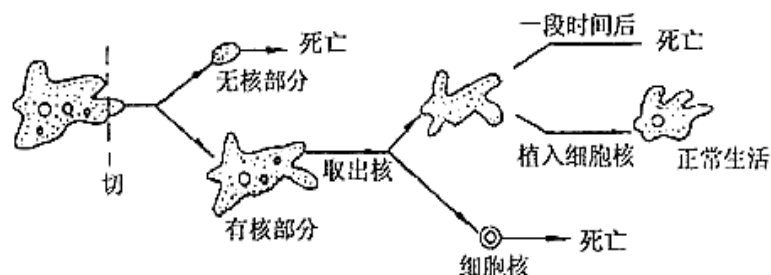 一段时间后
死亡
死亡
无核部分
植入细胞核
正常生活
取出核
切
有核部分
死亡
细胞核